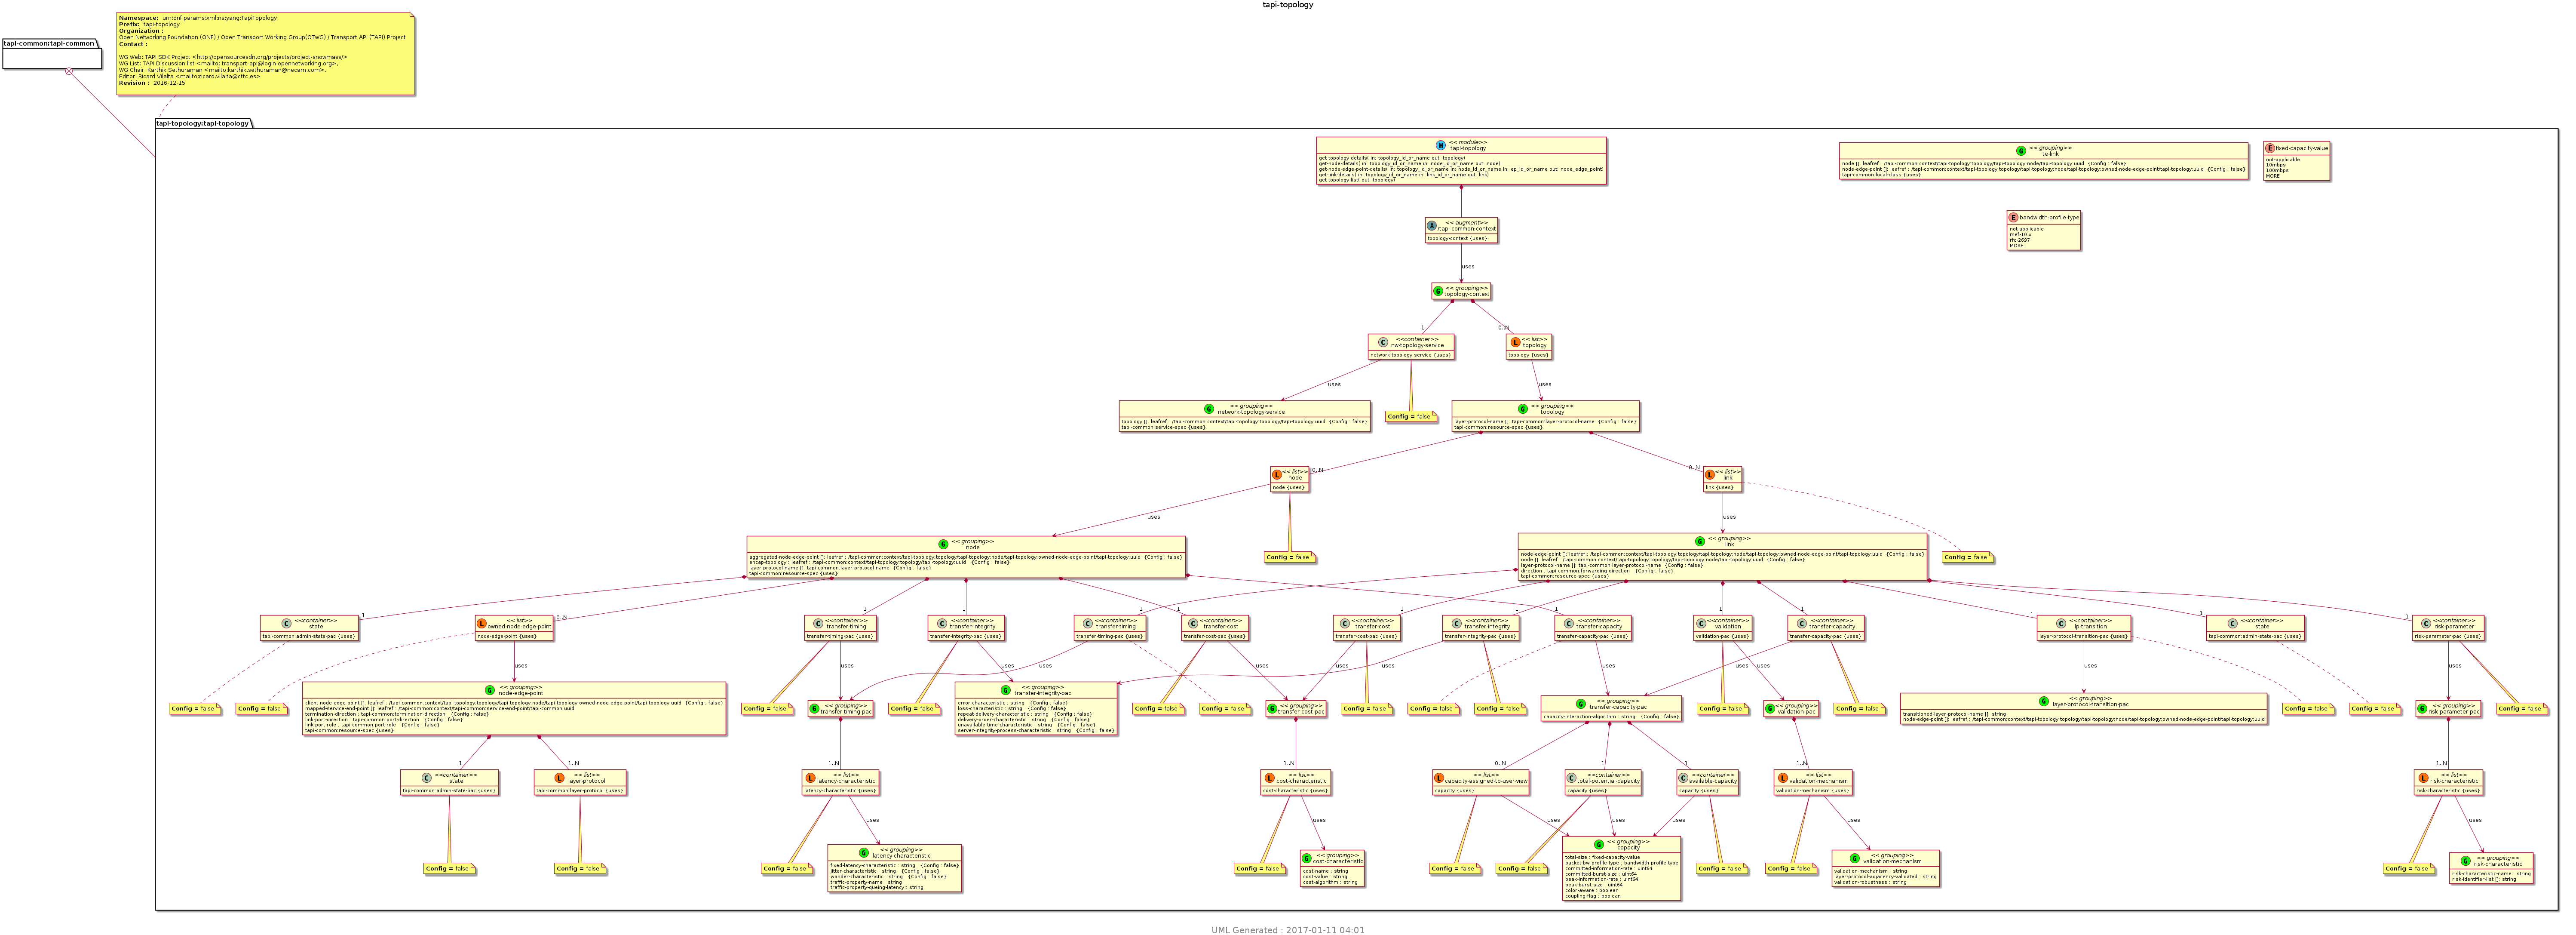 tapi-topology
Namespace: urn:onf:params:xml:ns:yang:TapiTopology
Prefix: tapi-topology
Organization :
Open Networking Foundation (ONF) / Open Transport Working Group(OTWG) / Transport API (TAPI) Project
Contact :
WG Web: TAPI SDK Project <http://opensourcesdn.org/projects/project-snowmass/>
WG List: TAPI Discussion list <mailto: transport-api@login.opennetworking.org>,
WG Chair: Karthik Sethuraman <mailto:karthik.sethuraman@necam.com>,
Editor: Ricard Vilalta <mailto:ricard.vilalta@cttc.es>
Revision : 2016-12-15
tapi-common:tapi-common
tapi-topology:tapi-topology
M << module>>
tapi-topology
get-topology-details( in: topology_id_or_name out: topology)
get-node-details( in: topology_id_or_name in: node_id_or_name out: node)
get-node-edge-point-details( in: topology_id_or_name in: node_id_or_name in: ep_id_or_name out: node_edge_point)
get-link-details( in: topology_id_or_name in: link_id_or_name out: link)
get-topology-list( out: topology)
G << grouping>>
te-link
node []: leafref : /tapi-common:context/tapi-topology:topology/tapi-topology:node/tapi-topology:uuid {Config : false}
node-edge-point []: leafref : /tapi-common:context/tapi-topology:topology/tapi-topology:node/tapi-topology:owned-node-edge-point/tapi-topology:uuid {Config : false}
tapi-common:local-class {uses}
E fixed-capacity-value
not-applicable
10mbps
100mbps
MORE
E bandwidth-profile-type
not-applicable
mef-10.x
rfc-2697
MORE
A << augment>>
/tapi-common:context
topology-context {uses}
uses
G << grouping>>
topology-context
1
0..N
C <<container>>
nw-topology-service
network-topology-service {uses}
L << list>>
topology
topology {uses}
uses
uses
G << grouping>>
network-topology-service
topology []: leafref : /tapi-common:context/tapi-topology:topology/tapi-topology:uuid {Config : false}
tapi-common:service-spec {uses}
Config = false
G << grouping>>
topology
layer-protocol-name []: tapi-common:layer-protocol-name {Config : false}
tapi-common:resource-spec {uses}
0..N
0..N
L << list>>
node
node {uses}
L << list>>
link
link {uses}
uses
uses
Config = false
Config = false
G << grouping>>
node
aggregated-node-edge-point []: leafref : /tapi-common:context/tapi-topology:topology/tapi-topology:node/tapi-topology:owned-node-edge-point/tapi-topology:uuid {Config : false}
encap-topology : leafref : /tapi-common:context/tapi-topology:topology/tapi-topology:uuid {Config : false}
layer-protocol-name []: tapi-common:layer-protocol-name {Config : false}
tapi-common:resource-spec {uses}
G << grouping>>
link
node-edge-point []: leafref : /tapi-common:context/tapi-topology:topology/tapi-topology:node/tapi-topology:owned-node-edge-point/tapi-topology:uuid {Config : false}
node []: leafref : /tapi-common:context/tapi-topology:topology/tapi-topology:node/tapi-topology:uuid {Config : false}
layer-protocol-name []: tapi-common:layer-protocol-name {Config : false}
direction : tapi-common:forwarding-direction {Config : false}
tapi-common:resource-spec {uses}
1
0..N
1
1
1
1
1
1
1
1
1
1
1
1
C <<container>>
state
tapi-common:admin-state-pac {uses}
L << list>>
owned-node-edge-point
node-edge-point {uses}
C <<container>>
transfer-timing
transfer-timing-pac {uses}
C <<container>>
transfer-integrity
transfer-integrity-pac {uses}
C <<container>>
transfer-timing
transfer-timing-pac {uses}
C <<container>>
transfer-cost
transfer-cost-pac {uses}
C <<container>>
transfer-cost
transfer-cost-pac {uses}
C <<container>>
transfer-integrity
transfer-integrity-pac {uses}
C <<container>>
transfer-capacity
transfer-capacity-pac {uses}
C <<container>>
validation
validation-pac {uses}
C <<container>>
transfer-capacity
transfer-capacity-pac {uses}
C <<container>>
lp-transition
layer-protocol-transition-pac {uses}
C <<container>>
state
tapi-common:admin-state-pac {uses}
C <<container>>
risk-parameter
risk-parameter-pac {uses}
uses
uses
uses
uses
uses
uses
uses
uses
uses
uses
uses
uses
Config = false
Config = false
G << grouping>>
node-edge-point
client-node-edge-point []: leafref : /tapi-common:context/tapi-topology:topology/tapi-topology:node/tapi-topology:owned-node-edge-point/tapi-topology:uuid {Config : false}
mapped-service-end-point []: leafref : /tapi-common:context/tapi-common:service-end-point/tapi-common:uuid
termination-direction : tapi-common:termination-direction {Config : false}
link-port-direction : tapi-common:port-direction {Config : false}
link-port-role : tapi-common:port-role {Config : false}
tapi-common:resource-spec {uses}
Config = false
G << grouping>>
transfer-timing-pac
Config = false
G << grouping>>
transfer-integrity-pac
error-characteristic : string {Config : false}
loss-characteristic : string {Config : false}
repeat-delivery-characteristic : string {Config : false}
delivery-order-characteristic : string {Config : false}
unavailable-time-characteristic : string {Config : false}
server-integrity-process-characteristic : string {Config : false}
Config = false
Config = false
G << grouping>>
transfer-cost-pac
Config = false
Config = false
Config = false
G << grouping>>
transfer-capacity-pac
capacity-interaction-algorithm : string {Config : false}
Config = false
G << grouping>>
validation-pac
Config = false
G << grouping>>
layer-protocol-transition-pac
transitioned-layer-protocol-name []: string
node-edge-point []: leafref : /tapi-common:context/tapi-topology:topology/tapi-topology:node/tapi-topology:owned-node-edge-point/tapi-topology:uuid
Config = false
Config = false
G << grouping>>
risk-parameter-pac
Config = false
1
1..N
1..N
1..N
0..N
1
1
1..N
1..N
C <<container>>
state
tapi-common:admin-state-pac {uses}
L << list>>
layer-protocol
tapi-common:layer-protocol {uses}
L << list>>
latency-characteristic
latency-characteristic {uses}
L << list>>
cost-characteristic
cost-characteristic {uses}
L << list>>
capacity-assigned-to-user-view
capacity {uses}
C <<container>>
total-potential-capacity
capacity {uses}
C <<container>>
available-capacity
capacity {uses}
L << list>>
validation-mechanism
validation-mechanism {uses}
L << list>>
risk-characteristic
risk-characteristic {uses}
uses
uses
uses
uses
uses
uses
uses
Config = false
Config = false
Config = false
G << grouping>>
latency-characteristic
fixed-latency-characteristic : string {Config : false}
jitter-characteristic : string {Config : false}
wander-characteristic : string {Config : false}
traffic-property-name : string
traffic-property-queing-latency : string
Config = false
G << grouping>>
cost-characteristic
cost-name : string
cost-value : string
cost-algorithm : string
Config = false
Config = false
G << grouping>>
capacity
total-size : fixed-capacity-value
packet-bw-profile-type : bandwidth-profile-type
committed-information-rate : uint64
committed-burst-size : uint64
peak-information-rate : uint64
peak-burst-size : uint64
color-aware : boolean
coupling-flag : boolean
Config = false
Config = false
G << grouping>>
validation-mechanism
validation-mechanism : string
layer-protocol-adjacency-validated : string
validation-robustness : string
Config = false
G << grouping>>
risk-characteristic
risk-characteristic-name : string
risk-identifier-list []: string
UML Generated : 2017-01-11 04:01